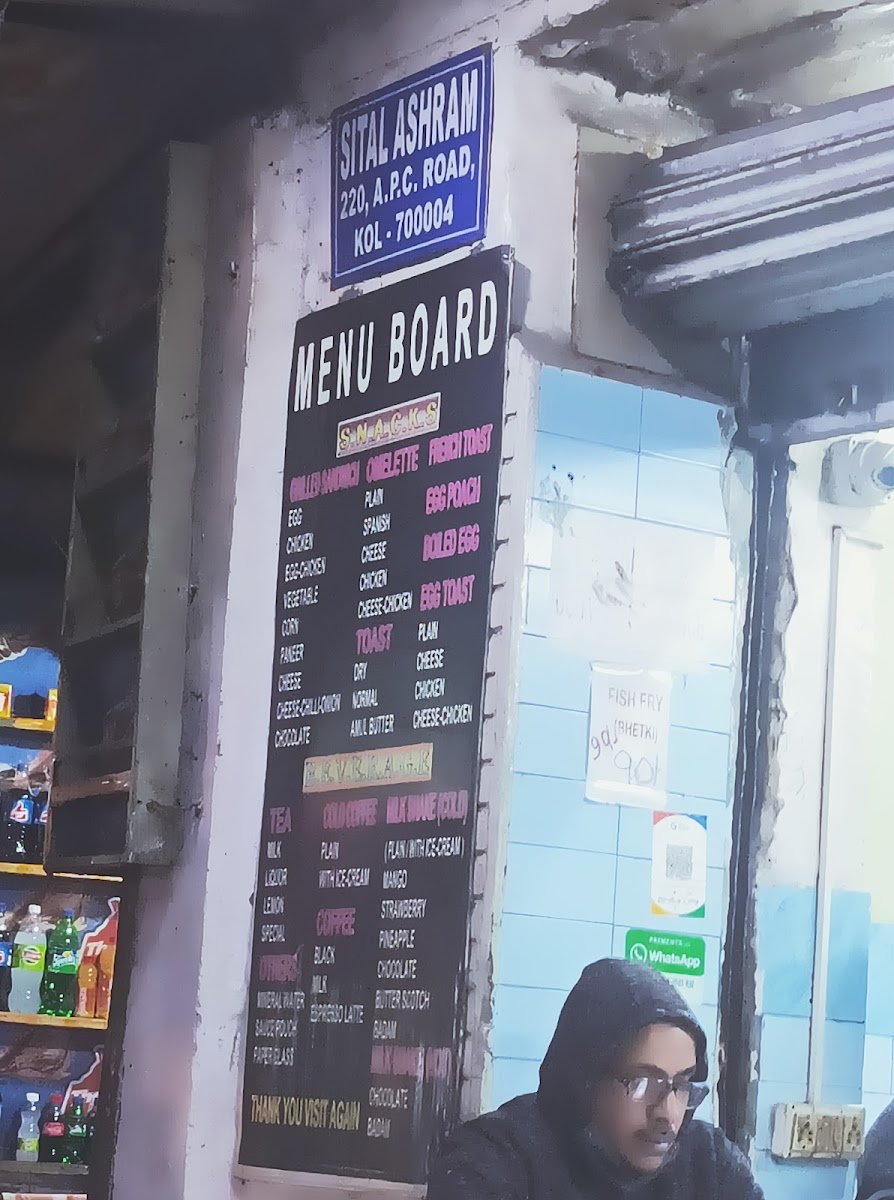 SITAL ASHRAM
220, A.P.C. ROAD,
KOL - 700004
MENU BOARD
SNACKS
GRILLED SANDWICH
EGG
CHICKEN
EGG-CHICKEN
VEGETABLE
CORN
PANEER
CHEESE
CHEESE-CHILLI-ONION
CHOCOLATE
OMELETTE
PLAIN
SPANISH
CHEESE
CHICKEN
CHEESE-CHICKEN
TOAST
DRY
NORMAL
AMUL BUTTER
FRENCH TOAST
EGG POACH
BOILED EGG
EGG TOAST
PLAIN
CHEESE
CHICKEN
CHEESE-CHICKEN
BEVERAGE
TEA
MILK
LIQUOR
LEMON
SPECIAL
OTHERS
MINERAL WATER
SAUCE POUCH
PAPER GLASS
COLD COFFEE
PLAIN
WITH ICE-CREAM
COFFEE
BLACK
MILK
ESPRESSO LATTE
MILK SHAKE (COLD)
(PLAIN / WITH ICE-CREAM)
MANGO
STRAWBERRY
PINEAPPLE
CHOCOLATE
BUTTER SCOTCH
BADAM
CHOCOLATE
BADAM
THANK YOU VISIT AGAIN
FISH FRY
(BHETKI)
90/
PAYMENTS
WhatsApp